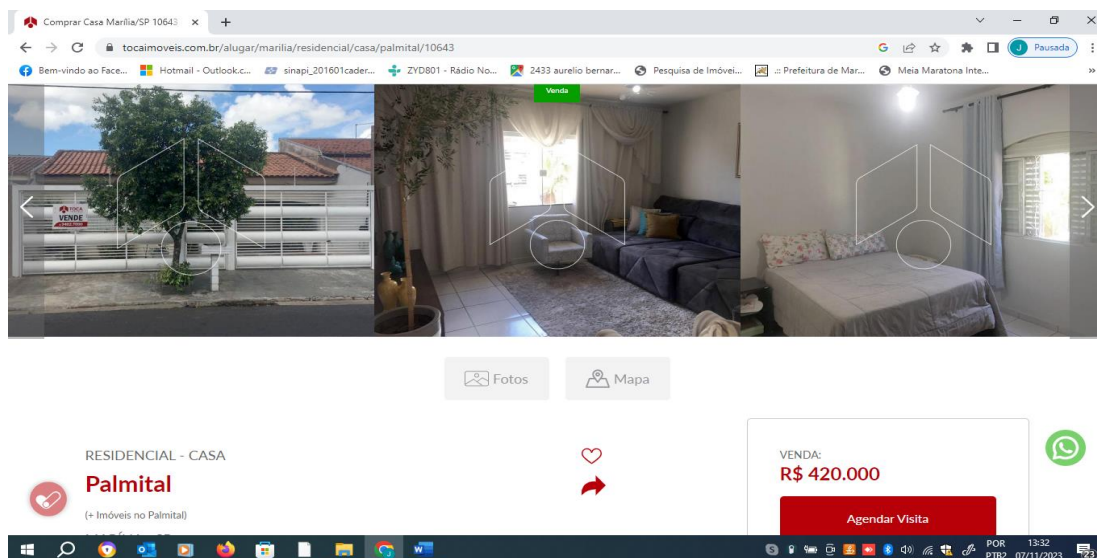 Comprar Casa Marília/SP 10643
tocaimoveis.com.br/alugar/marilia/residencial/casa/palmital/10643
Pausada
Bem-vindo ao Face...
Hotmail - Outlook.c...
sinapi_201601cader...
ZYD801 - Rádio No...
2433 aurelio bernar...
Pesquisa de Imóvei...
.:: Prefeitura de Mar...
Meia Maratona Inte...
Venda
TOCA
VENDE
Fotos
Mapa
RESIDENCIAL - CASA
Palmital
(+ Imóveis no Palmital)
VENDA:
R$ 420.000
Agendar Visita
POR
PTB2
13:32
07/11/2023
23